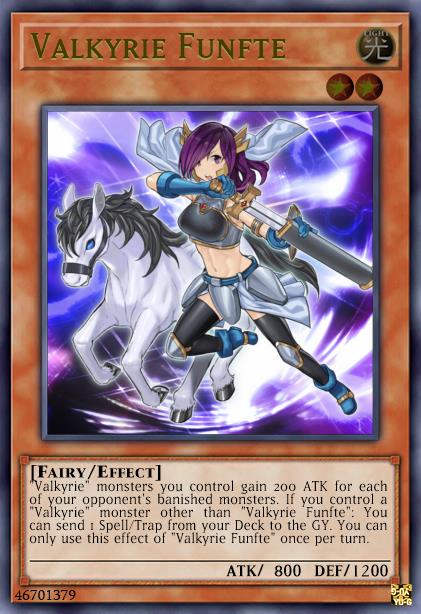 Valkyrie Funfte
LIGHT
光
[Fairy/Effect]
"Valkyrie" monsters you control gain 200 ATK for each
of your opponent's banished monsters. If you control a
"Valkyrie" monster other than "Valkyrie Funfte": You
can send 1 Spell/Trap from your Deck to the GY. You can
only use this effect of "Valkyrie Funfte" once per turn.
ATK/ 800 DEF/1200
46701379